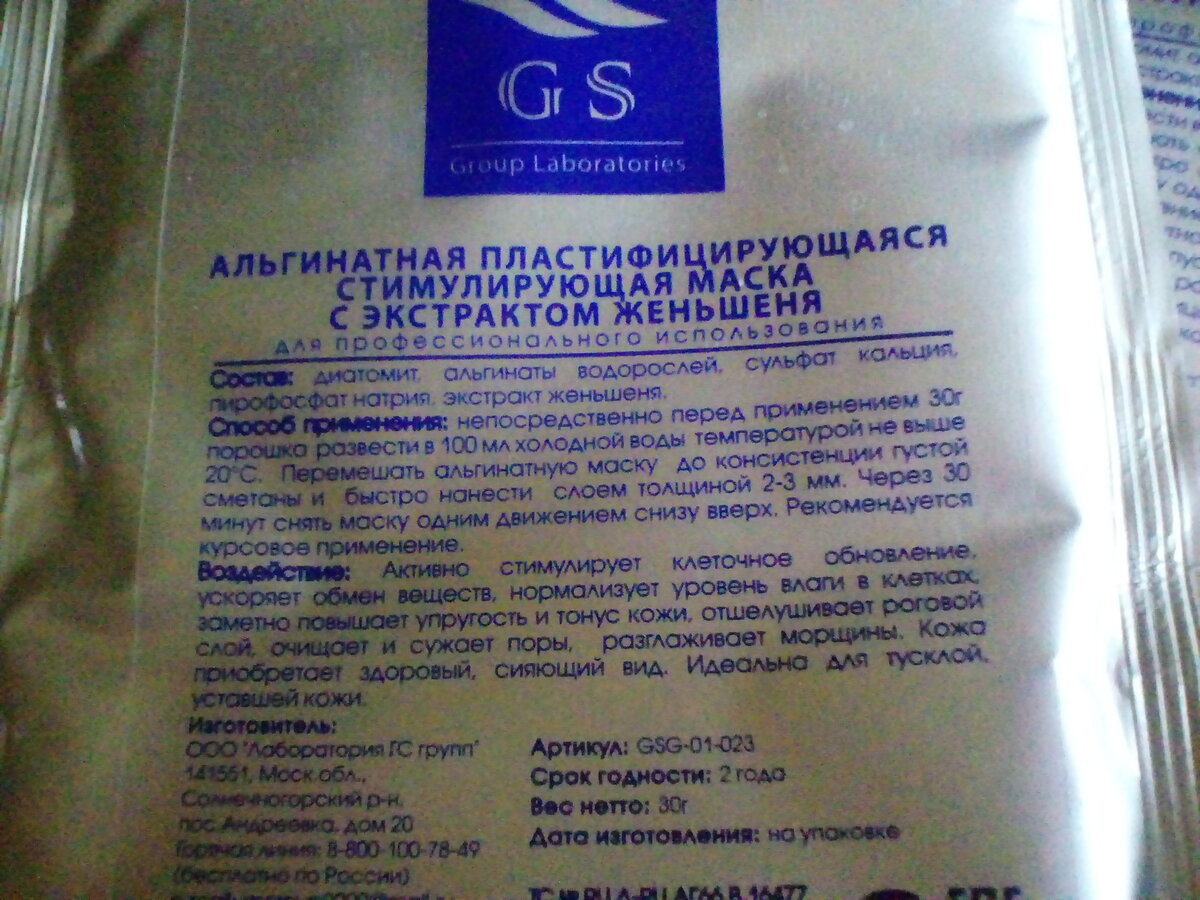 GS
Group Laboratories
АЛЬГИНАТНАЯ ПЛАСТИФИЦИРУЮЩАЯСЯ
СТИМУЛИРУЮЩАЯ МАСКА
С ЭКСТРАКТОМ ЖЕНЬШЕНЯ
для профессионального использования
Состав: диатомит, альгинаты водорослей, сульфат кальция,
пирофосфат натрия, экстракт женьшеня.
Способ применения: непосредственно перед применением 30г
порошка развести в 100 мл холодной воды температурой не выше
20°С. Перемешать альгинатную маску до консистенции густой
сметаны и быстро нанести слоем толщиной 2-3 мм. Через 30
минут снять маску одним движением снизу вверх. Рекомендуется
курсовое применение.
Воздействие: Активно стимулирует клеточное обновление,
ускоряет обмен веществ, нормализует уровень влаги в клетках,
заметно повышает упругость и тонус кожи, отшелушивает роговой
слой, очищает и сужает поры, разглаживает морщины. Кожа
приобретает здоровый, сияющий вид. Идеальна для тусклой,
уставшей кожи.
Изготовитель:
ООО "Лаборатория ГС групп"
141551, Моск.обл.,
Солнечногорский р-н,
пос.Андреевка, дом 20
Горячая линия: 8-800-100-78-49
(бесплатно по России)
Артикул: GSG-01-023
Срок годности: 2 года
Вес нетто: 30г
Дата изготовления: на упаковке